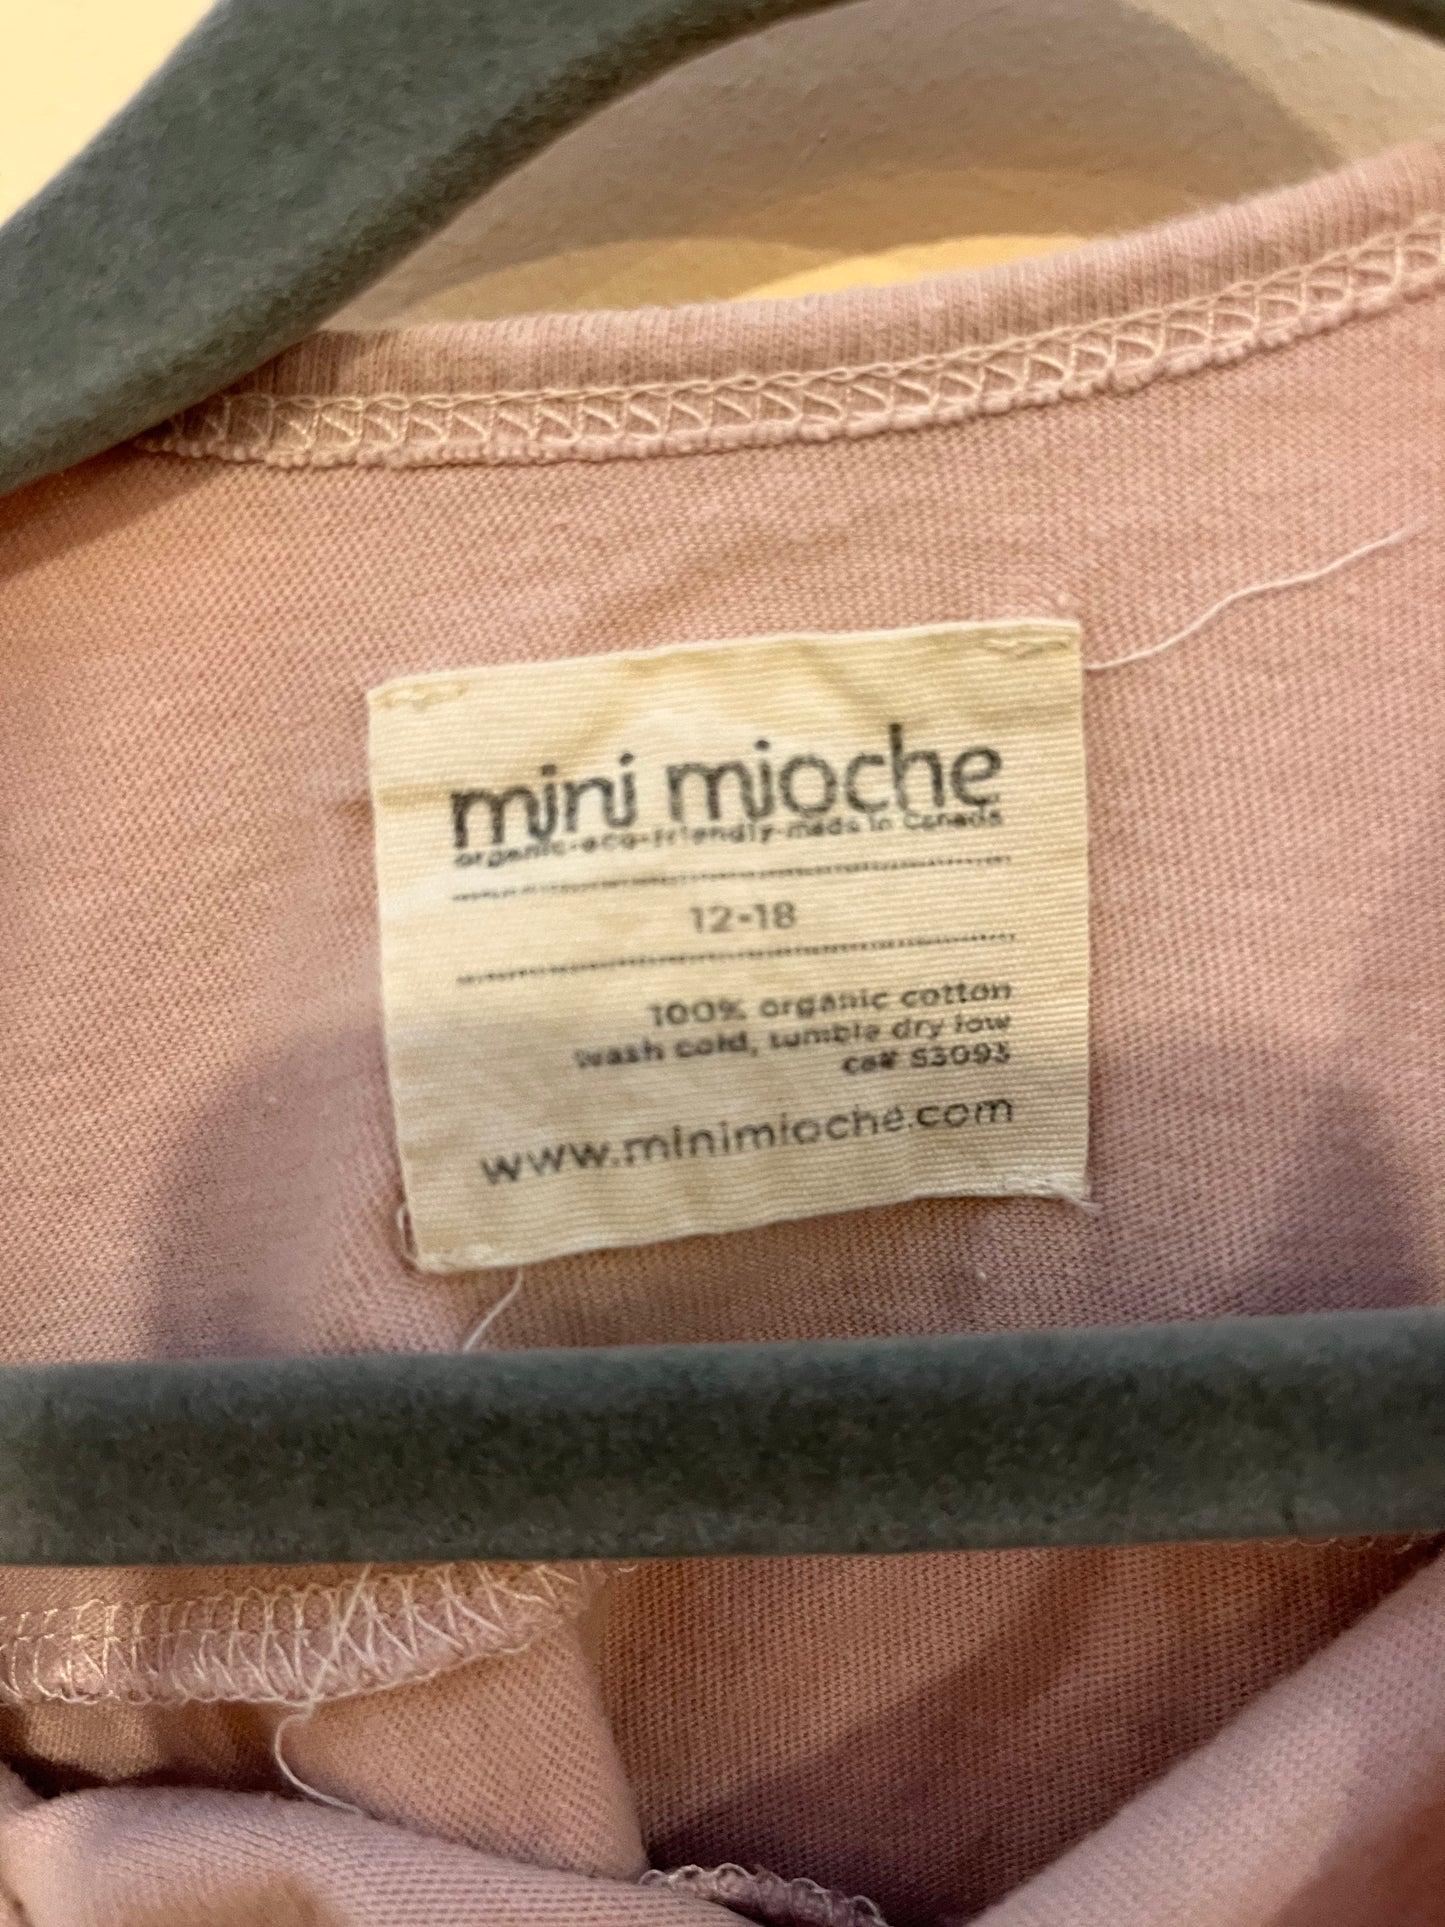 mini mioche
organic-eco-friendly-made in Canada
12-18
100% organic cotton
wash cold, tumble dry low
ca# 53093
www.minimioche.com